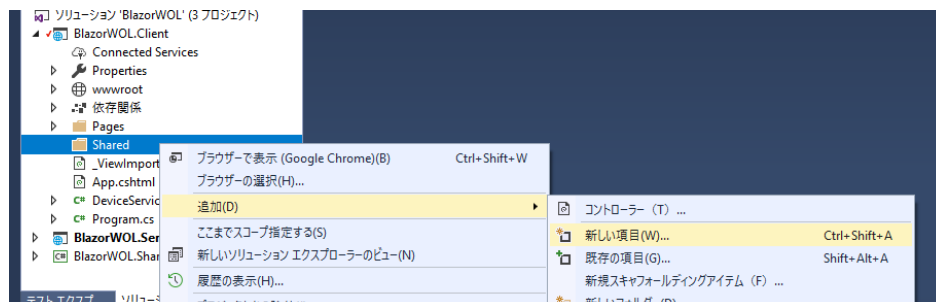 ソリューション 'BlazorWOL' (3 プロジェクト)
BlazorWOL.Client
Connected Services
Properties
wwwroot
依存関係
Pages
Shared
_ViewImport
ブラウザーで表示 (Google Chrome)(B) Ctrl+Shift+W
App.cshtml
ブラウザーの選択(H)...
DeviceServic
追加(D)
コントローラー (T) ...
Program.cs
ここまでスコープ指定する(S)
新しい項目(W)... Ctrl+Shift+A
BlazorWOL.Ser
新しいソリューション エクスプローラーのビュー(N)
既存の項目(G)... Shift+Alt+A
BlazorWOL.Shar
履歴の表示(H)...
新規スキャフォールディングアイテム (F) ...